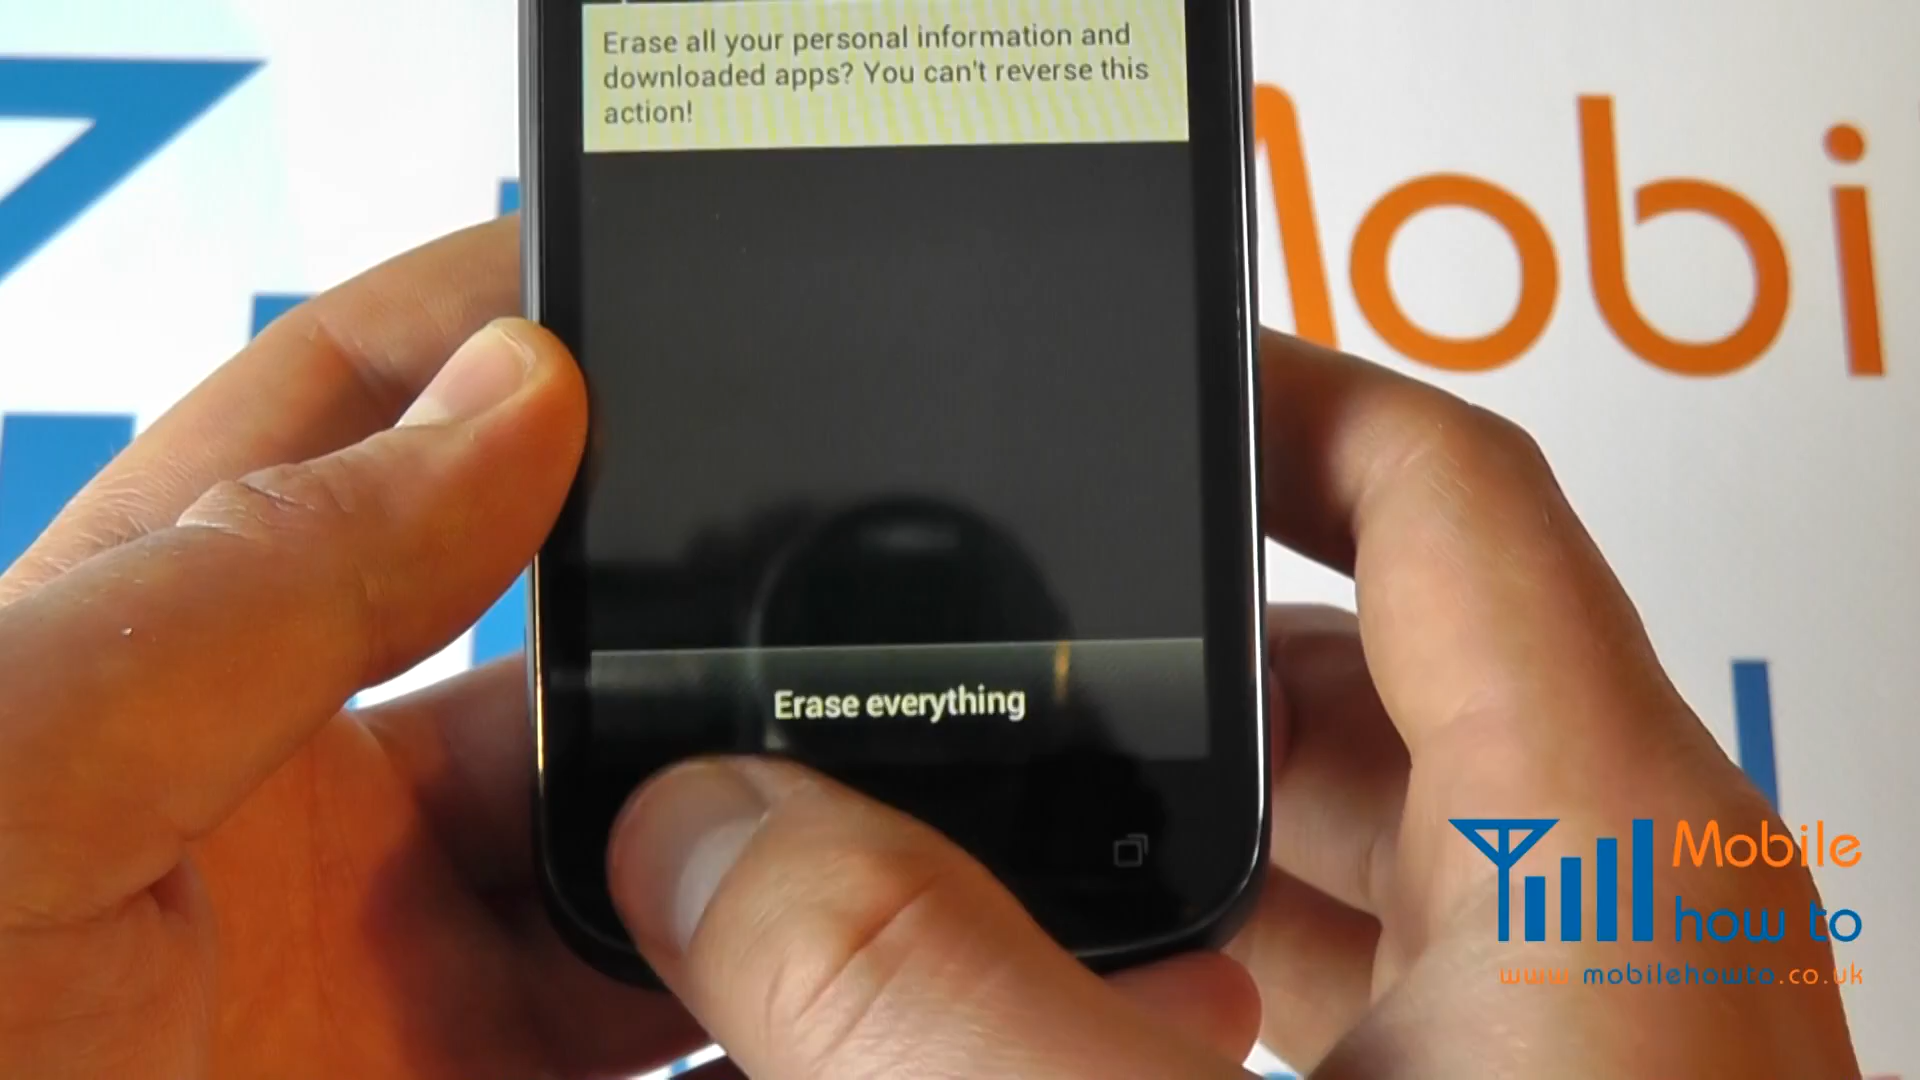 Erase all your personal information and
downloaded apps? You can't reverse this
action!
Mobi
Erase everything
Mobile
how to
www.mobilehowto.co.uk